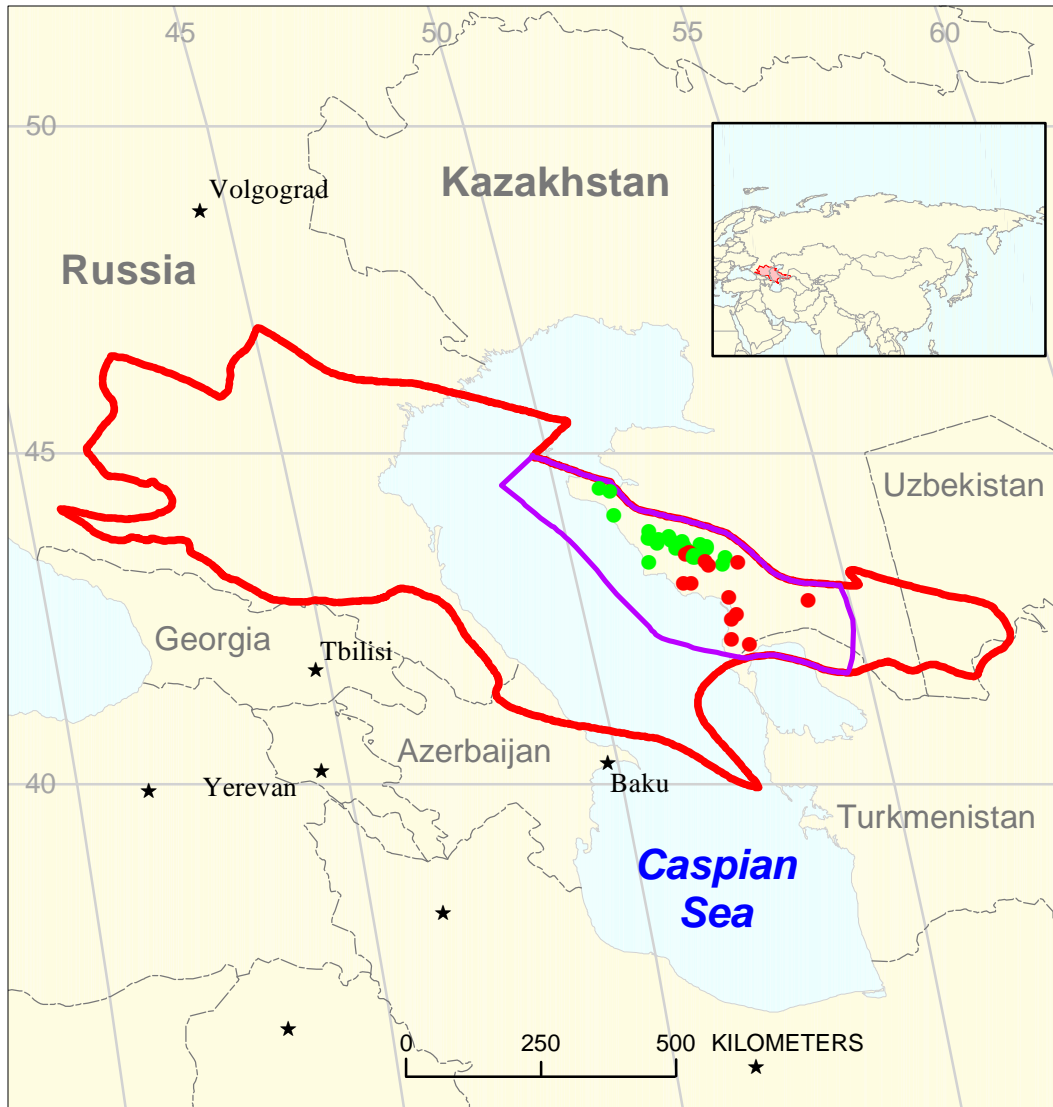 45
50
55
60
50
Volgograd
Kazakhstan
Russia
45
Uzbekistan
Georgia
Tbilisi
Azerbaijan
Yerevan
Baku
40
Turkmenistan
Caspian
Sea
0
250
500
KILOMETERS